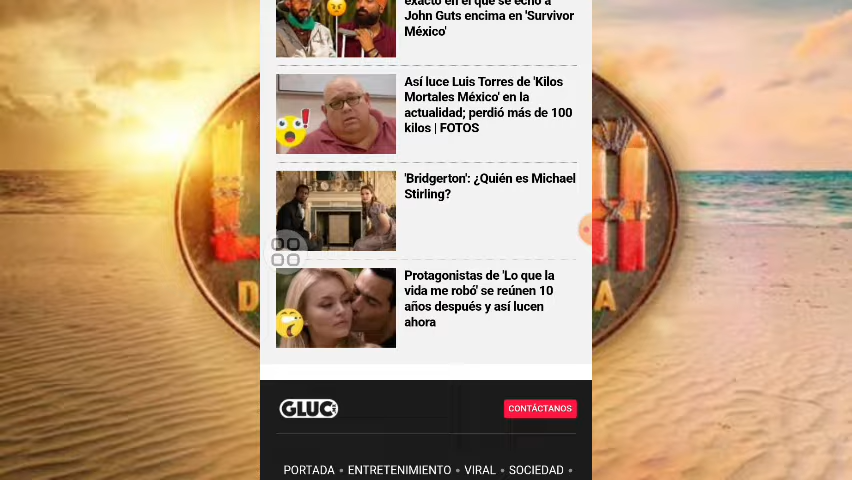 exacto en el que se echó a
John Guts encima en 'Survivor
México'
Así luce Luis Torres de 'Kilos
Mortales México' en la
actualidad; perdió más de 100
kilos | FOTOS
'Bridgerton': ¿Quién es Michael
Stirling?
Protagonistas de 'Lo que la
vida me robó' se reúnen 10
años después y así lucen
ahora
GLUC
CONTÁCTANOS
PORTADA • ENTRETENIMIENTO • VIRAL • SOCIEDAD •
L
D
A